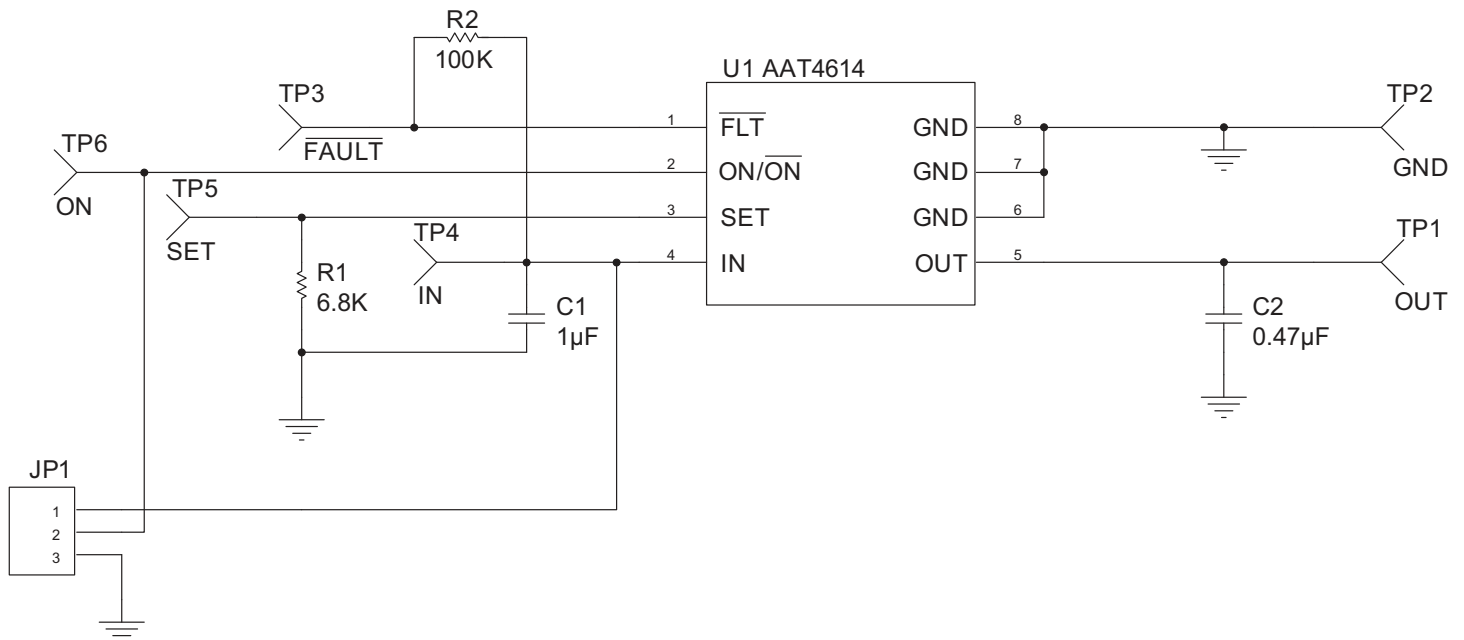 R2
100K
U1 AAT4614
TP3
FAULT
TP6
ON
TP5
SET
TP4
IN
R1
6.8K
C1
1µF
1
2
3
4
FLT
ON/ON
SET
IN
GND
GND
GND
OUT
8
7
6
5
TP2
GND
TP1
OUT
C2
0.47µF
JP1
1
2
3